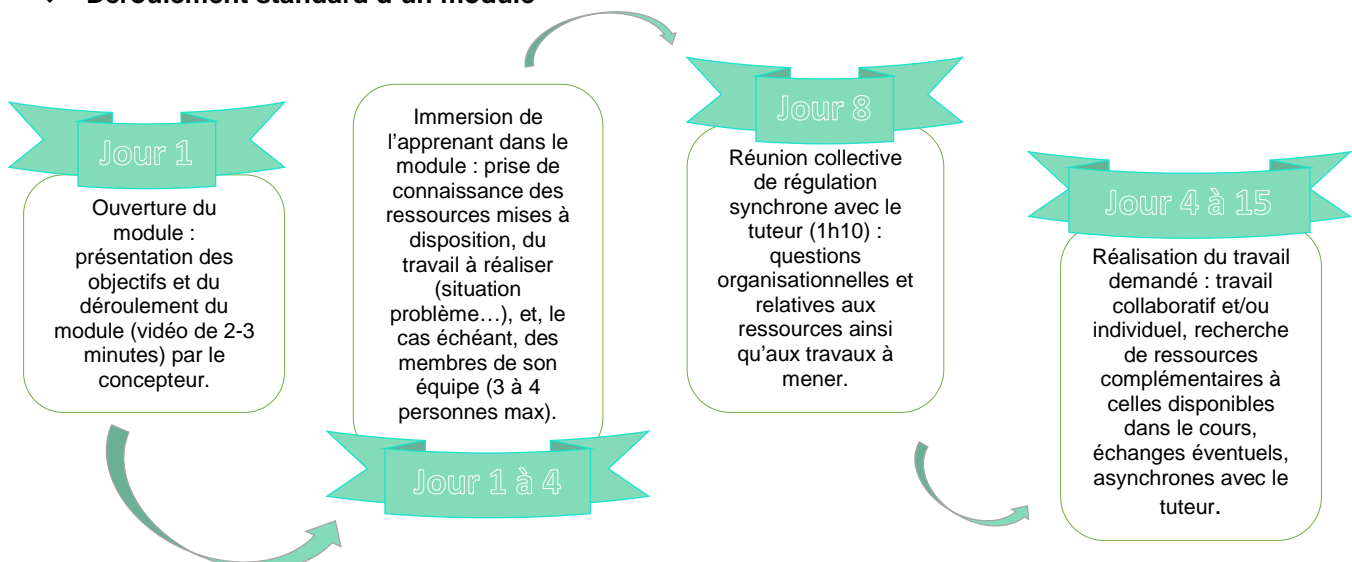 Déroulement standard d'un module
Jour 1
Ouverture du
module :
présentation des
objectifs et du
déroulement du
module (vidéo de 2-3
minutes) par le
concepteur.
Immersion de
l'apprenant dans le
module : prise de
connaissance des
ressources mises à
disposition, du
travail à réaliser
(situation
problème…), et, le
cas échéant, des
membres de son
équipe (3 à 4
personnes max).
Jour 1 à 4
Jour 8
Réunion collective
de régulation
synchrone avec le
tuteur (1h10) :
questions
organisationnelles et
relatives aux
ressources ainsi
qu'aux travaux à
mener.
Jour 4 à 15
Réalisation du travail
demandé : travail
collaboratif et/ou
individuel, recherche
de ressources
complémentaires à
celles disponibles
dans le cours,
échanges éventuels,
asynchrones avec le
tuteur.